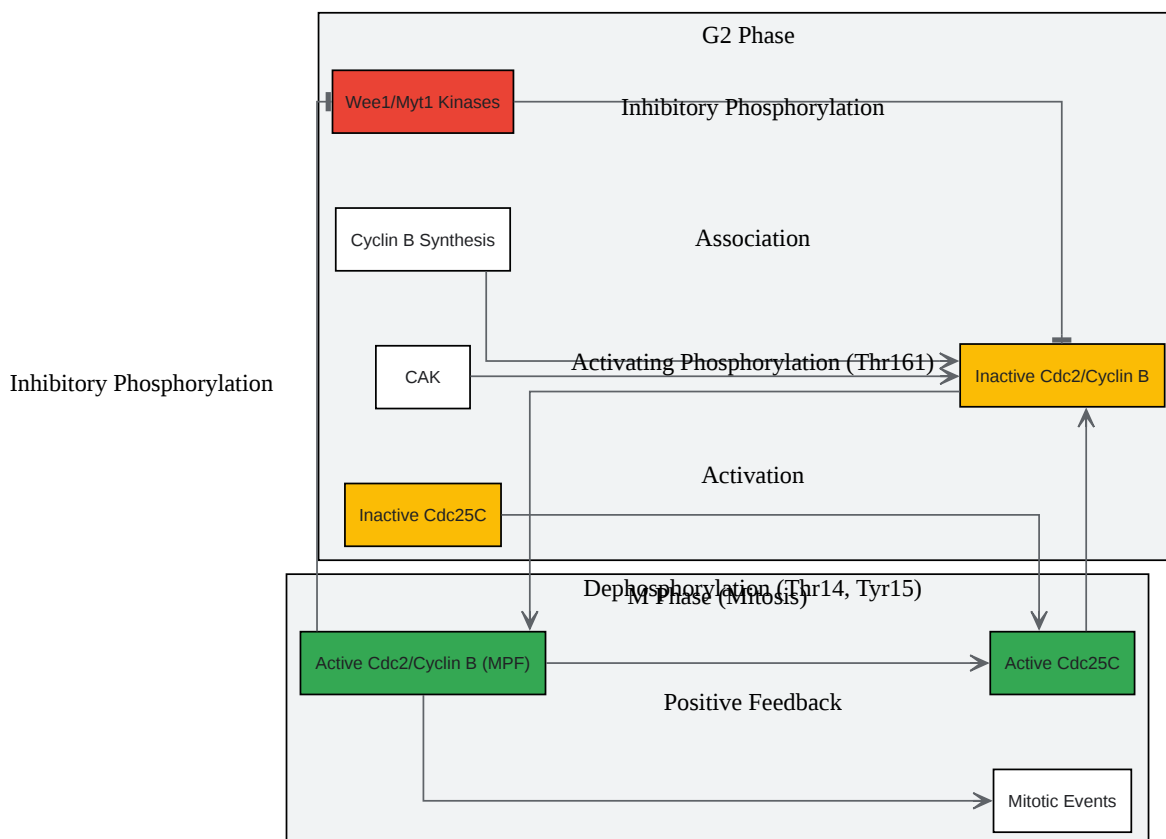 G2 Phase
Wee1/Myt1 Kinases
Inhibitory Phosphorylation
Cyclin B Synthesis
Association
Activating Phosphorylation (Thr161)
CAK
Inactive Cdc2/Cyclin B
Inhibitory Phosphorylation
Activation
Inactive Cdc25C
Dephosphorylation (Thr14, Tyr15)
M Phase (Mitosis)
Active Cdc2/Cyclin B (MPF)
Active Cdc25C
Positive Feedback
Mitotic Events